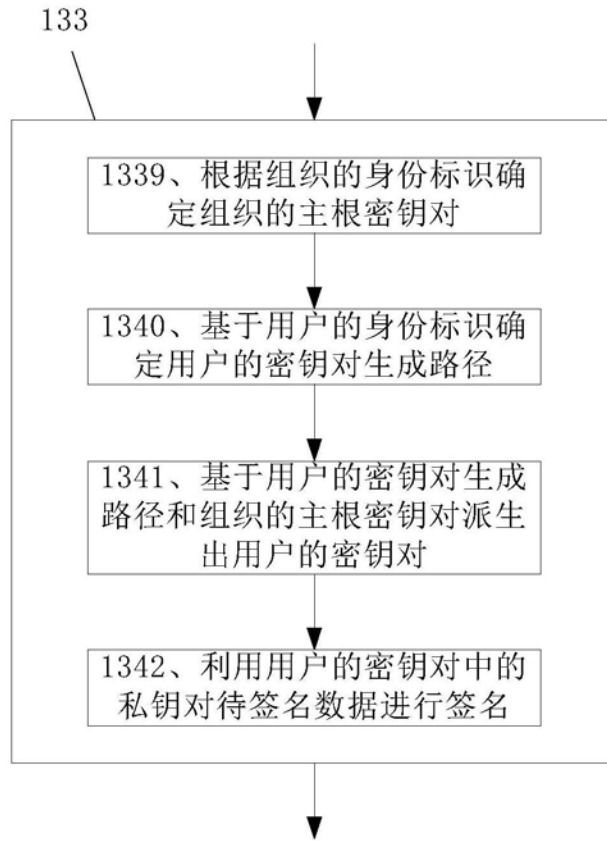 133
1339、根据组织的身份标识确
定组织的主根密钥对
1340、基于用户的身份标识确
定用户的密钥对生成路径
1341、基于用户的密钥对生成
路径和组织的主根密钥对派生
出用户的密钥对
1342、利用用户的密钥对中的
私钥对待签名数据进行签名